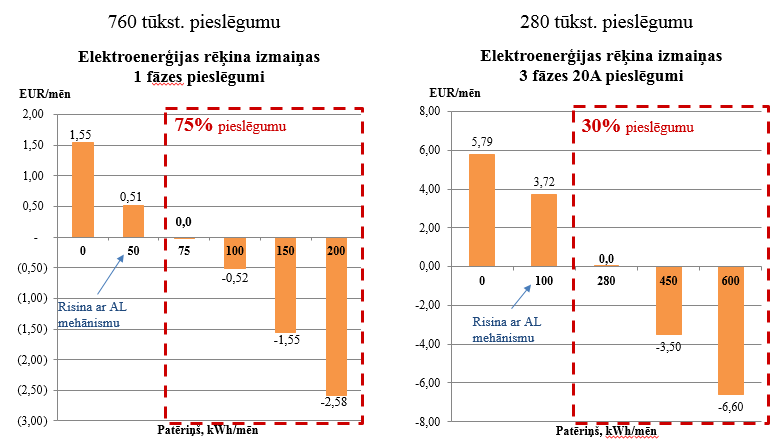 760 tūkst. pieslēgumu
Elektroenerģijas rēķina izmaiņas
1 fāzes pieslēgumi
EUR/mēn
2,00
1,50
1,00
0,50
-
(0,50)
(1,00)
(1,50)
(2,00)
(2,50)
(3,00)
75% pieslēgumu
1,55
0,51
0,0
-0,52
-1,55
-2,58
0 50 75 100 150 200
Risina ar AL
mehānismu
Patēriņš, kWh/mēn
280 tūkst. pieslēgumu
Elektroenerģijas rēķina izmaiņas
3 fāzes 20A pieslēgumi
EUR/mēn
8,00
6,00
4,00
2,00
0,00
-2,00
-4,00
-6,00
-8,00
30% pieslēgumu
5,79
3,72
0,0
-3,50
-6,60
0 100 280 450 600
Risina ar AL
mehānismu
Patēriņš, kWh/mēn